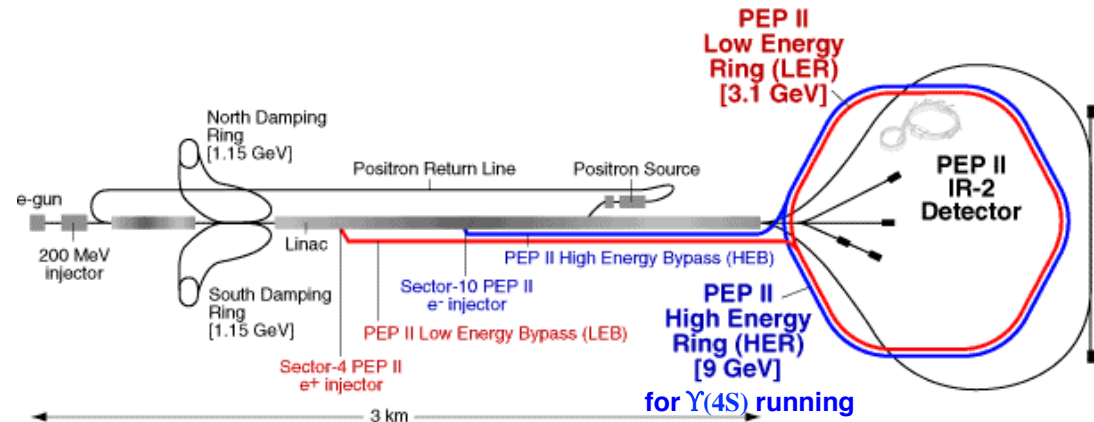 PEP II
Low Energy
Ring (LER)
[3.1 GeV]
North Damping
Ring
[1.15 GeV]
Positron Return Line
Positron Source
e-gun
200 MeV
injector
Linac
PEP II
IR-2
Detector
PEP II High Energy Bypass (HEB)
Sector-10 PEP II
e⁻ injector
South Damping
Ring
[1.15 GeV]
PEP II Low Energy Bypass (LEB)
Sector-4 PEP II
e⁺ injector
PEP II
High Energy
Ring (HER)
[9 GeV]
for ϒ(4S) running
3 km